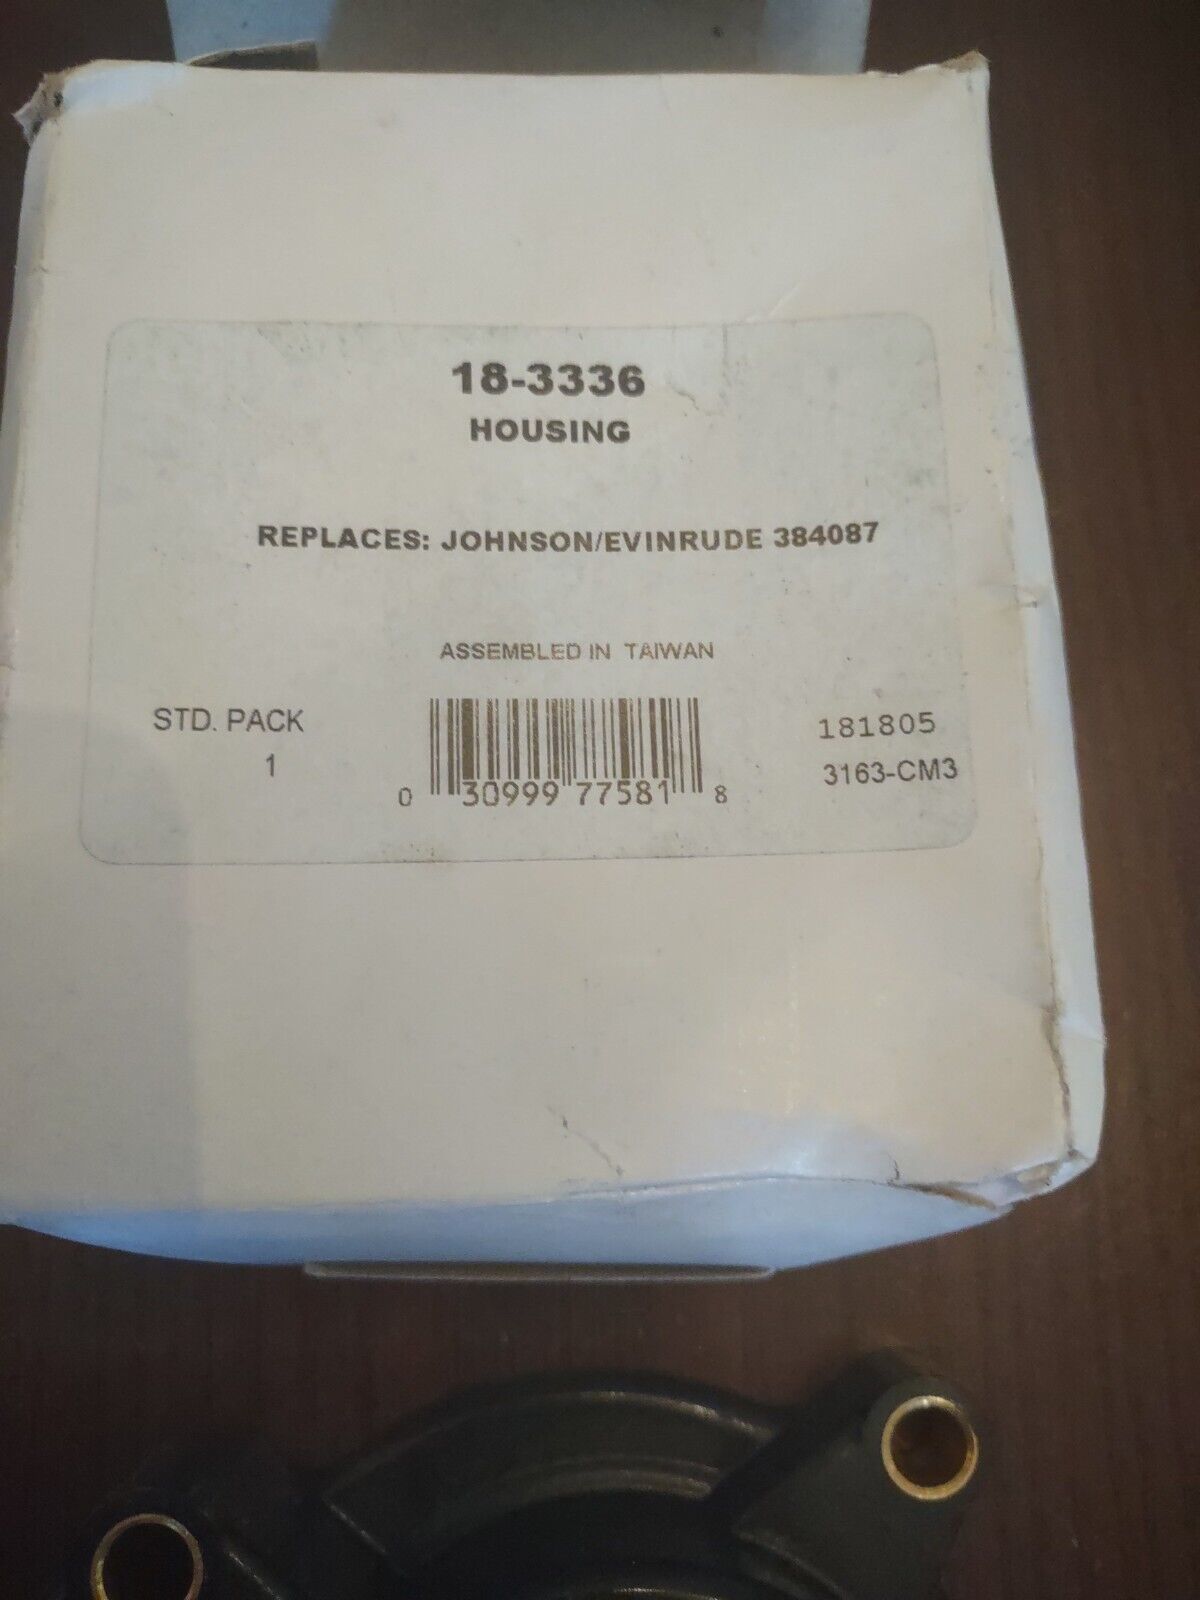 18-3336
HOUSING
REPLACES: JOHNSON/EVINRUDE 384087
ASSEMBLED IN TAIWAN
STD. PACK
1
0 30999 77581 8
181805
3163-CM3